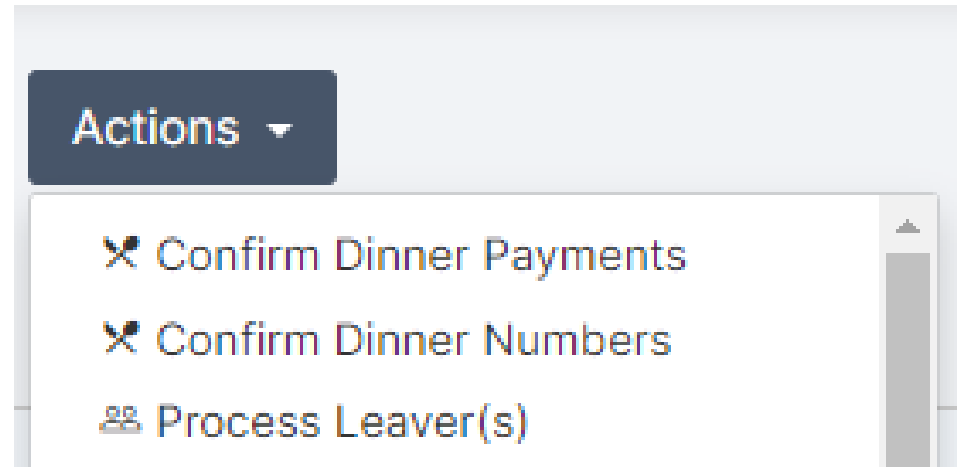 Actions
Confirm Dinner Payments
Confirm Dinner Numbers
Process Leaver(s)